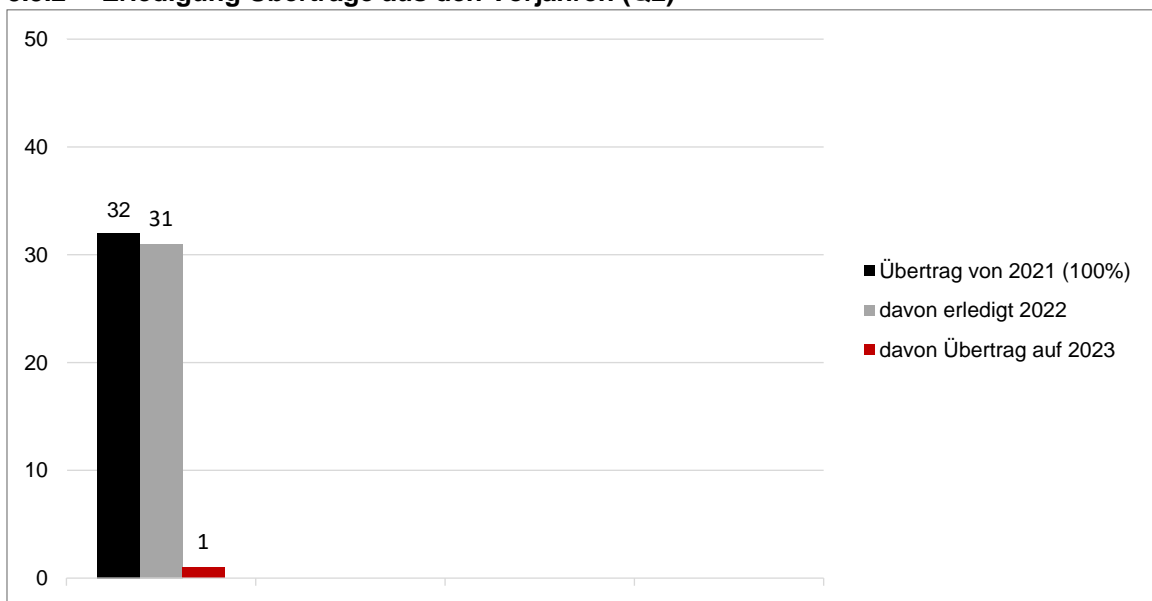 Erledigung Überträge aus den Vorjahren (Q2)
50
40
30
20
10
0
32
31
1
Übertrag von 2021 (100%)
davon erledigt 2022
davon Übertrag auf 2023